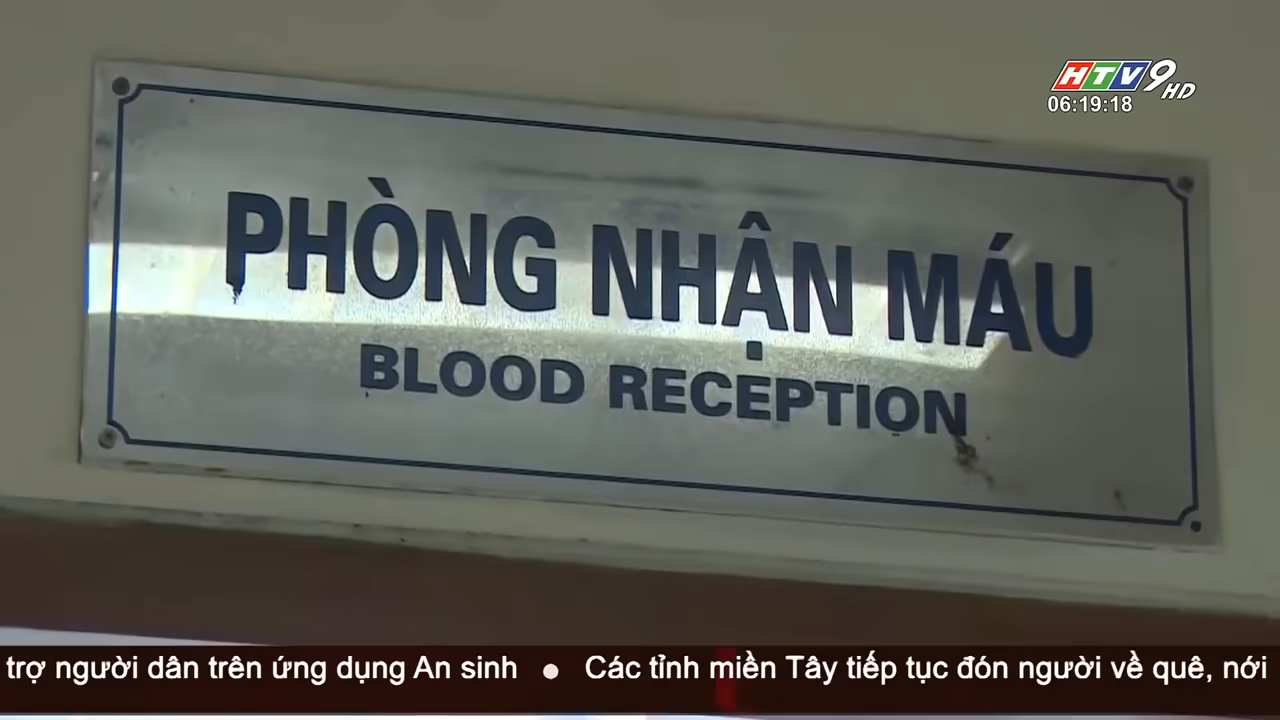 HTV9 HD
06:19:18
PHÒNG NHẬN MÁU
BLOOD RECEPTION
trợ người dân trên ứng dụng An sinh ● Các tỉnh miền Tây tiếp tục đón người về quê, nới